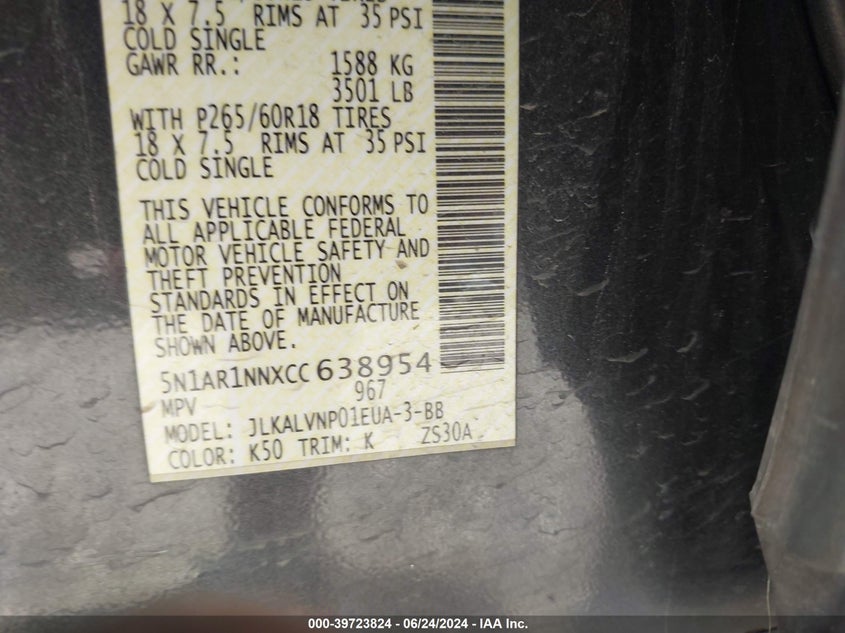 18 X 7.5 RIMS AT 35 PSI
COLD SINGLE
GAWR RR.: 1588 KG
3501 LB
WITH P265/60R18 TIRES
18 X 7.5 RIMS AT 35 PSI
COLD SINGLE
THIS VEHICLE CONFORMS TO
ALL APPLICABLE FEDERAL
MOTOR VEHICLE SAFETY AND
THEFT PREVENTION
STANDARDS IN EFFECT ON
THE DATE OF MANUFACTURE
SHOWN ABOVE.
5N1AR1NNXCC 638954
MPV 967
MODEL: JLKALVNP01EUA-3-BB
COLOR: K50 TRIM: K ZS30A
000-39723824 - 06/24/2024 - IAA Inc.